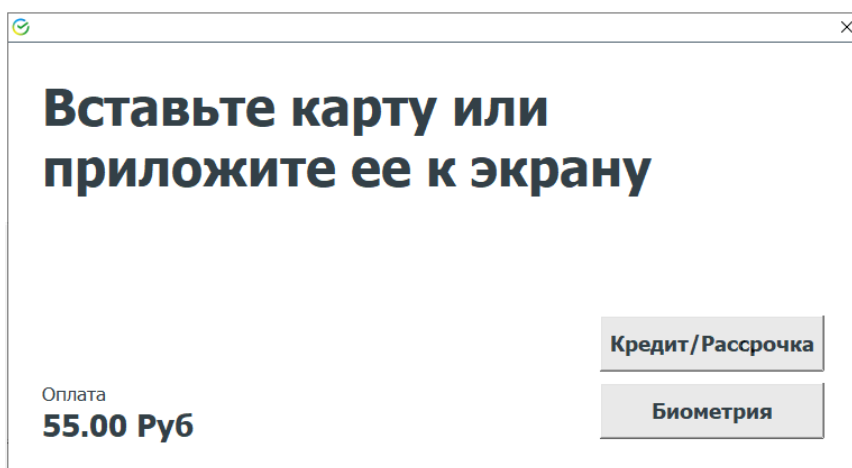 Вставьте карту или
приложите ее к экрану
Кредит/Рассрочка
Оплата
55.00 Руб
Биометрия